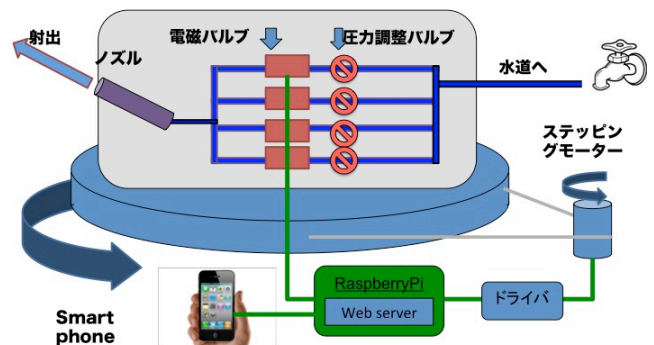 射出
ノズル
電磁バルブ
圧力調整バルブ
水道へ
ステッピン
グモーター
RaspberryPi
Web server
ドライバ
Smart
phone